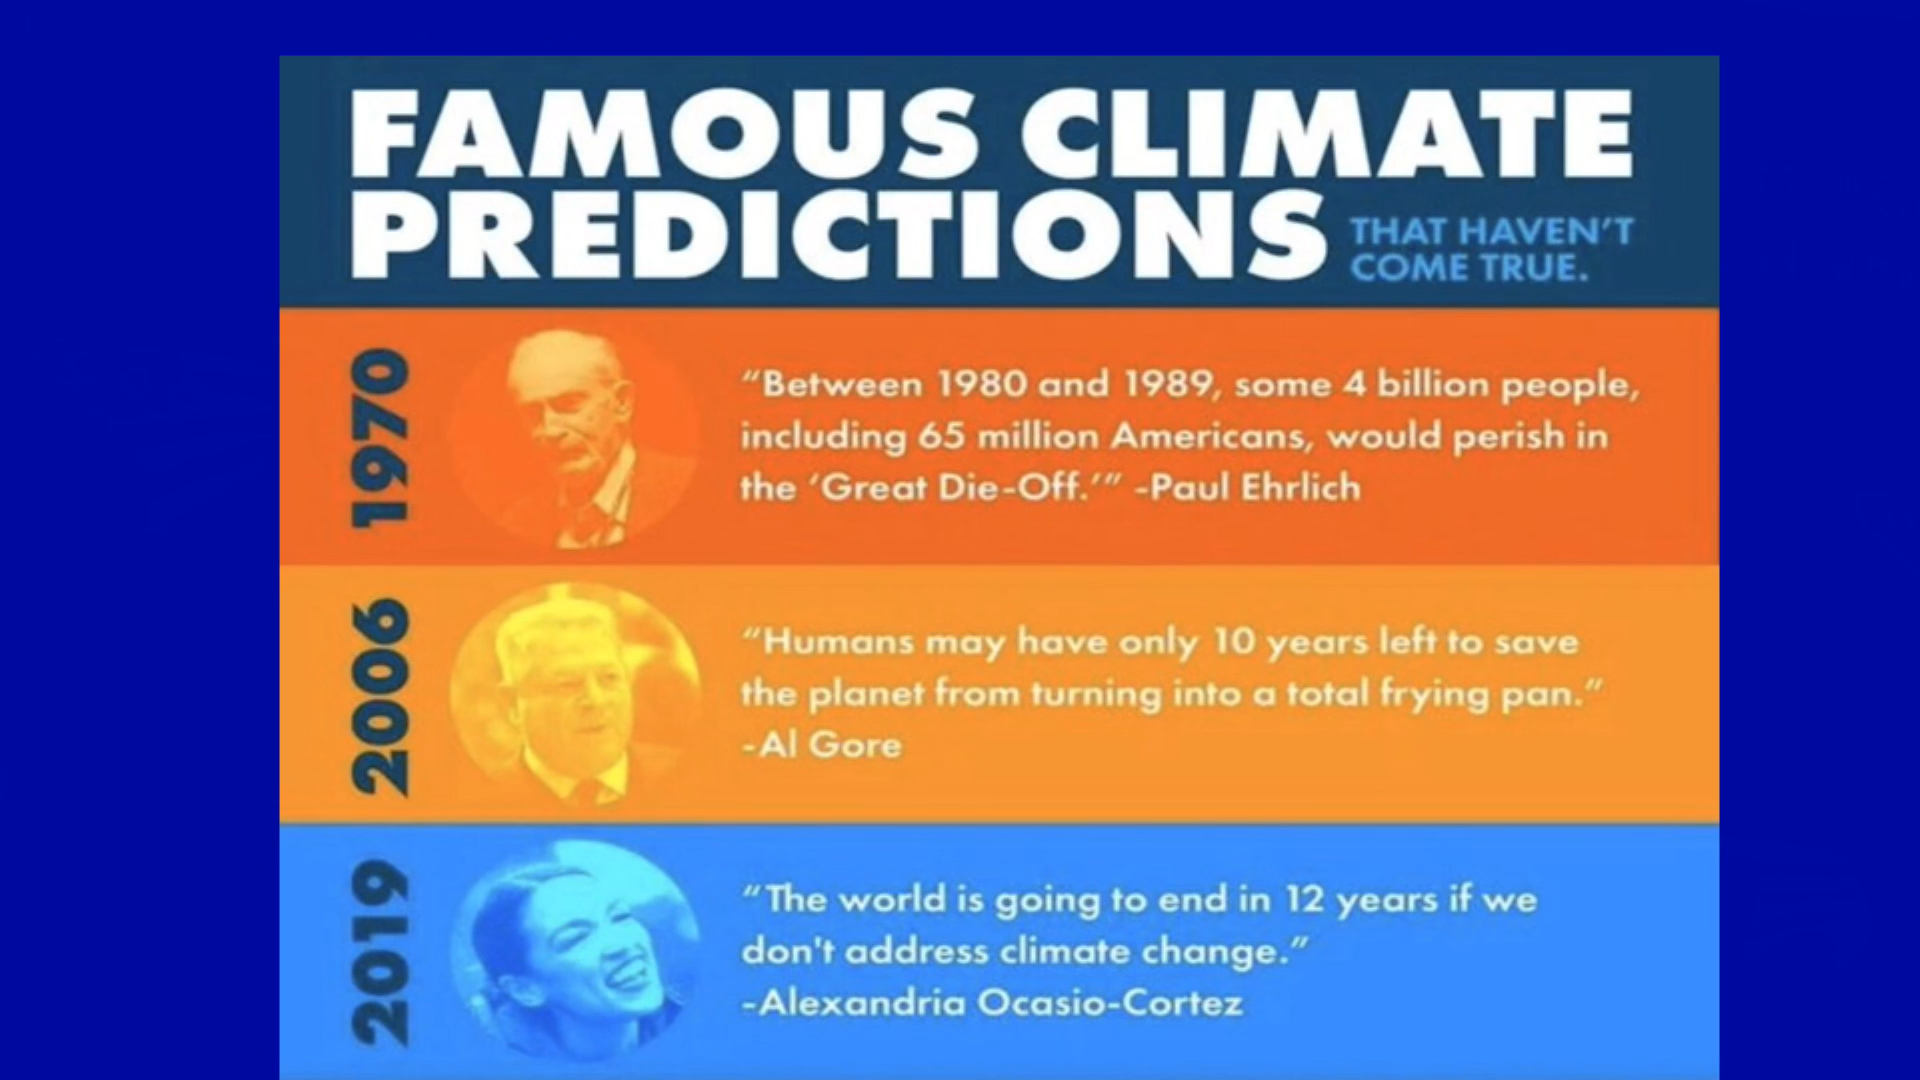 FAMOUS CLIMATE
PREDICTIONS THAT HAVEN'T
COME TRUE.
1970
“Between 1980 and 1989, some 4 billion people,
including 65 million Americans, would perish in
the ‘Great Die-Off.’” -Paul Ehrlich
2006
“Humans may have only 10 years left to save
the planet from turning into a total frying pan.”
-Al Gore
2019
“The world is going to end in 12 years if we
don't address climate change.”
-Alexandria Ocasio-Cortez